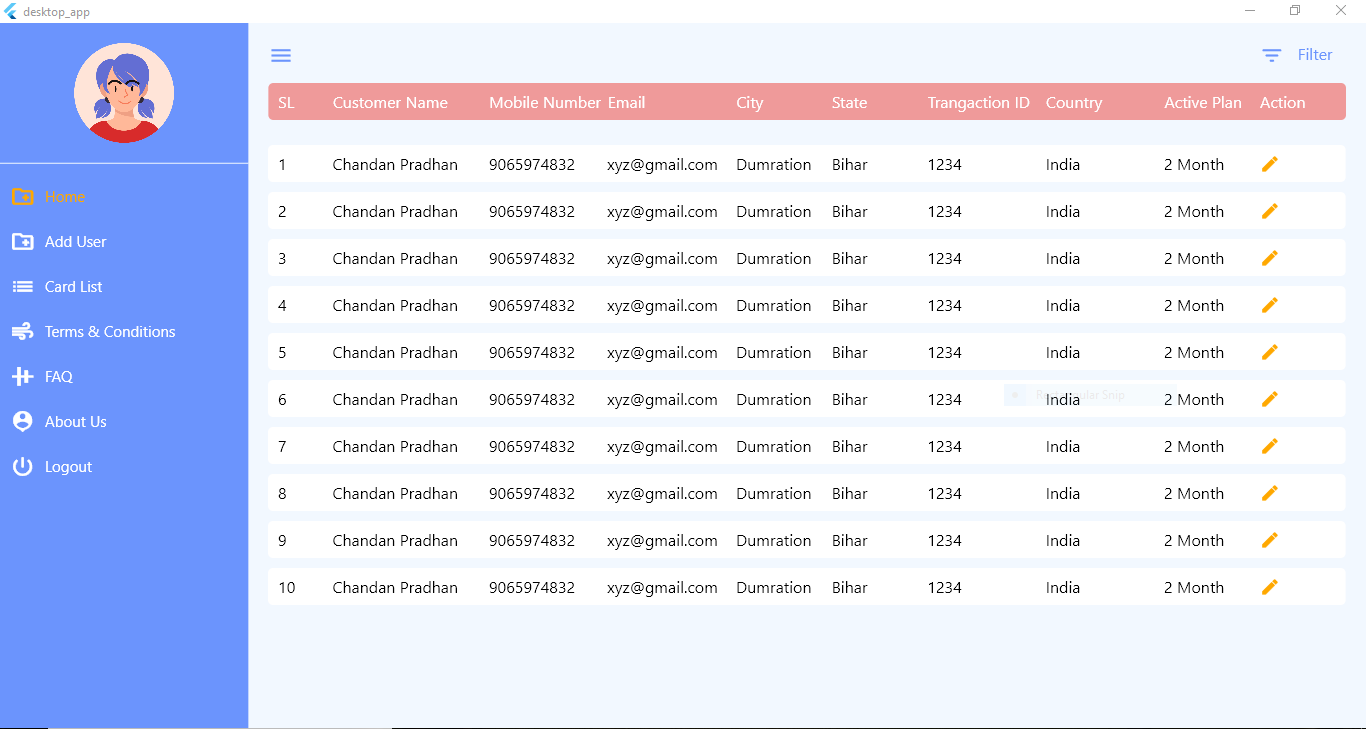 desktop_app
Home
Add User
Card List
Terms & Conditions
FAQ
About Us
Logout
Filter
SL Customer Name Mobile Number Email City State Trangaction ID Country Active Plan Action
1 Chandan Pradhan 9065974832 xyz@gmail.com Dumration Bihar 1234 India 2 Month
2 Chandan Pradhan 9065974832 xyz@gmail.com Dumration Bihar 1234 India 2 Month
3 Chandan Pradhan 9065974832 xyz@gmail.com Dumration Bihar 1234 India 2 Month
4 Chandan Pradhan 9065974832 xyz@gmail.com Dumration Bihar 1234 India 2 Month
5 Chandan Pradhan 9065974832 xyz@gmail.com Dumration Bihar 1234 India 2 Month
Rectangular Snip
6 Chandan Pradhan 9065974832 xyz@gmail.com Dumration Bihar 1234 India 2 Month
7 Chandan Pradhan 9065974832 xyz@gmail.com Dumration Bihar 1234 India 2 Month
8 Chandan Pradhan 9065974832 xyz@gmail.com Dumration Bihar 1234 India 2 Month
9 Chandan Pradhan 9065974832 xyz@gmail.com Dumration Bihar 1234 India 2 Month
10 Chandan Pradhan 9065974832 xyz@gmail.com Dumration Bihar 1234 India 2 Month